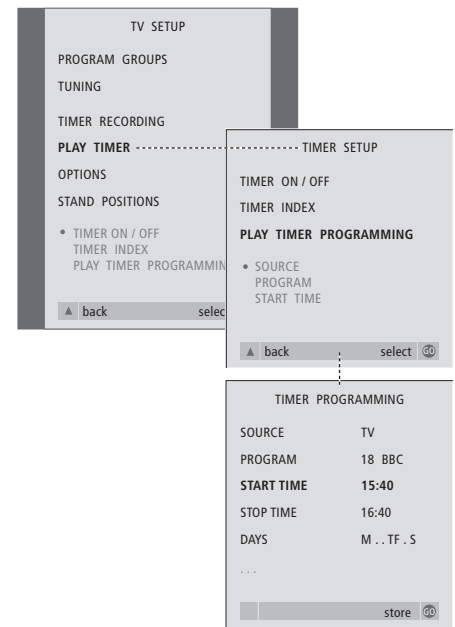 TV SETUP
PROGRAM GROUPS
TUNING
TIMER RECORDING
PLAY TIMER
OPTIONS
STAND POSITIONS
• TIMER ON / OFF
TIMER INDEX
PLAY TIMER PROGRAMMIN
▲ back selec
TIMER SETUP
TIMER ON / OFF
TIMER INDEX
PLAY TIMER PROGRAMMING
• SOURCE
PROGRAM
START TIME
▲ back select GO
TIMER PROGRAMMING
SOURCE TV
PROGRAM 18 BBC
START TIME 15:40
STOP TIME 16:40
DAYS M . . TF . S
. . .
store GO